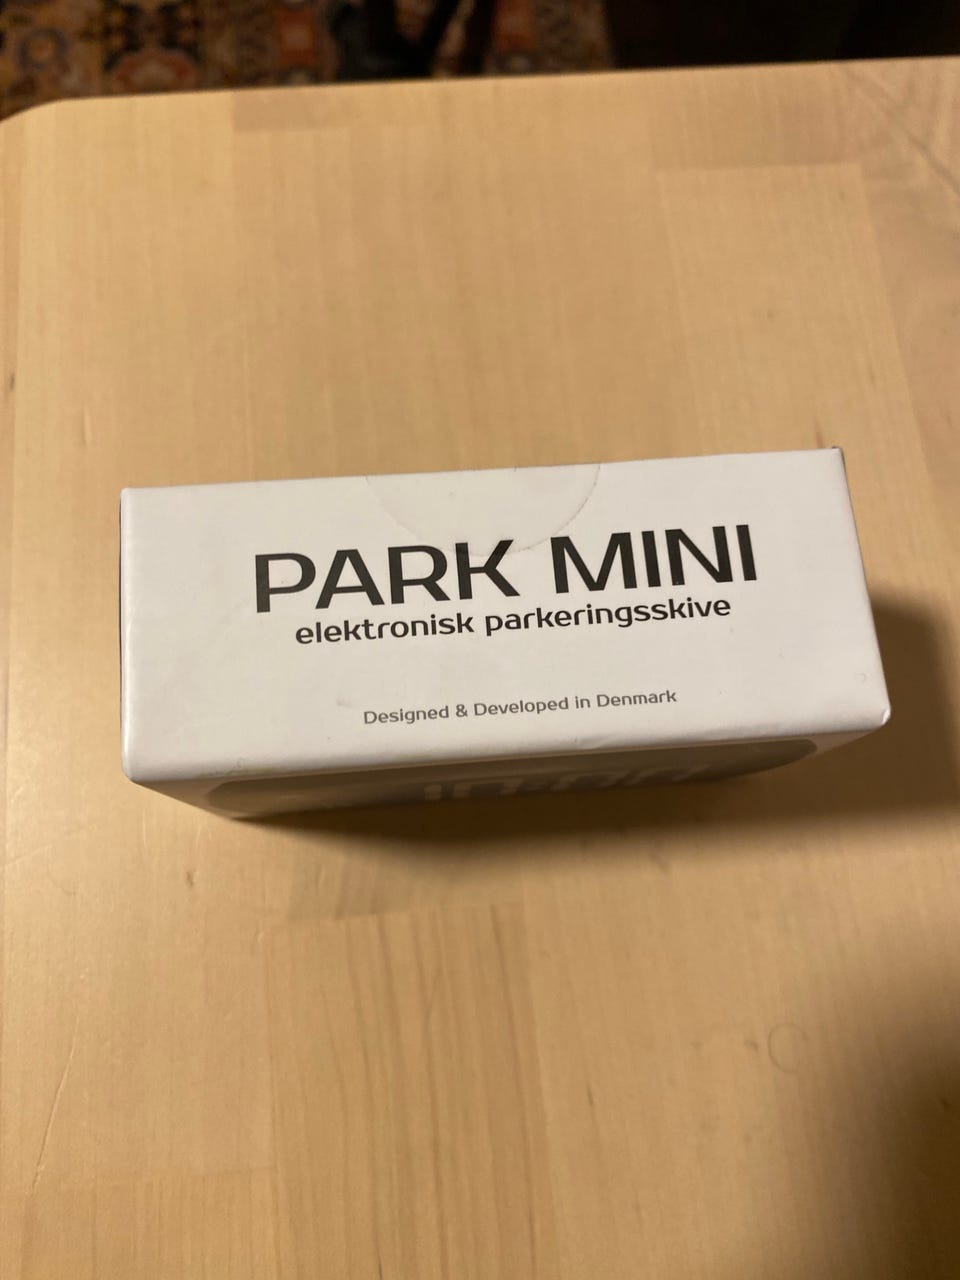 PARK MINI
elektronisk parkeringsskive
Designed & Developed in Denmark